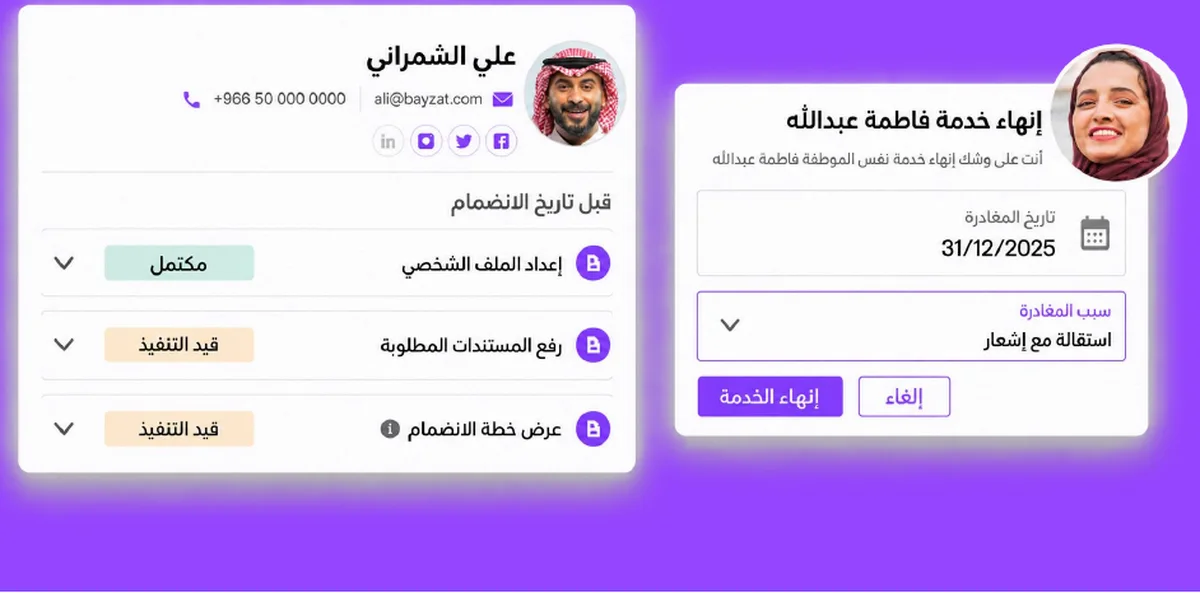 علي الشمراني
ali@bayzat.com
+966 50 000 0000
in
قبل تاريخ الانضمام
إعداد الملف الشخصي
مكتمل
رفع المستندات المطلوبة
قيد التنفيذ
عرض خطة الانضمام
قيد التنفيذ
إنهاء خدمة فاطمة عبدالله
أنت على وشك إنهاء خدمة نفس الموظفة فاطمة عبدالله
تاريخ المغادرة
31/12/2025
سبب المغادرة
استقالة مع إشعار
إلغاء
إنهاء الخدمة